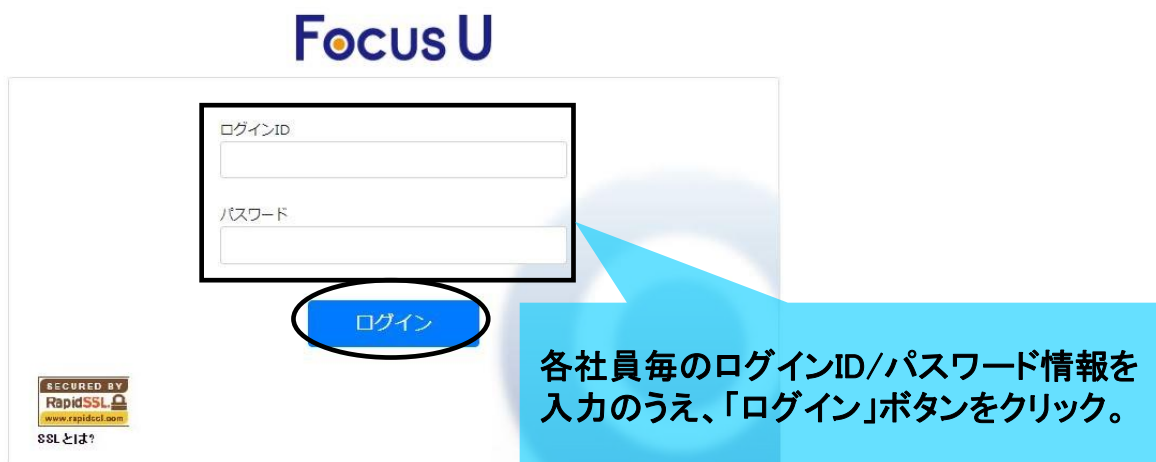 Focus U
ログインID
パスワード
ログイン
各社員毎のログインID/パスワード情報を
入力のうえ、「ログイン」ボタンをクリック。
SECURED BY
RapidSSL.
www.rapidccl.oom
SSLとは?